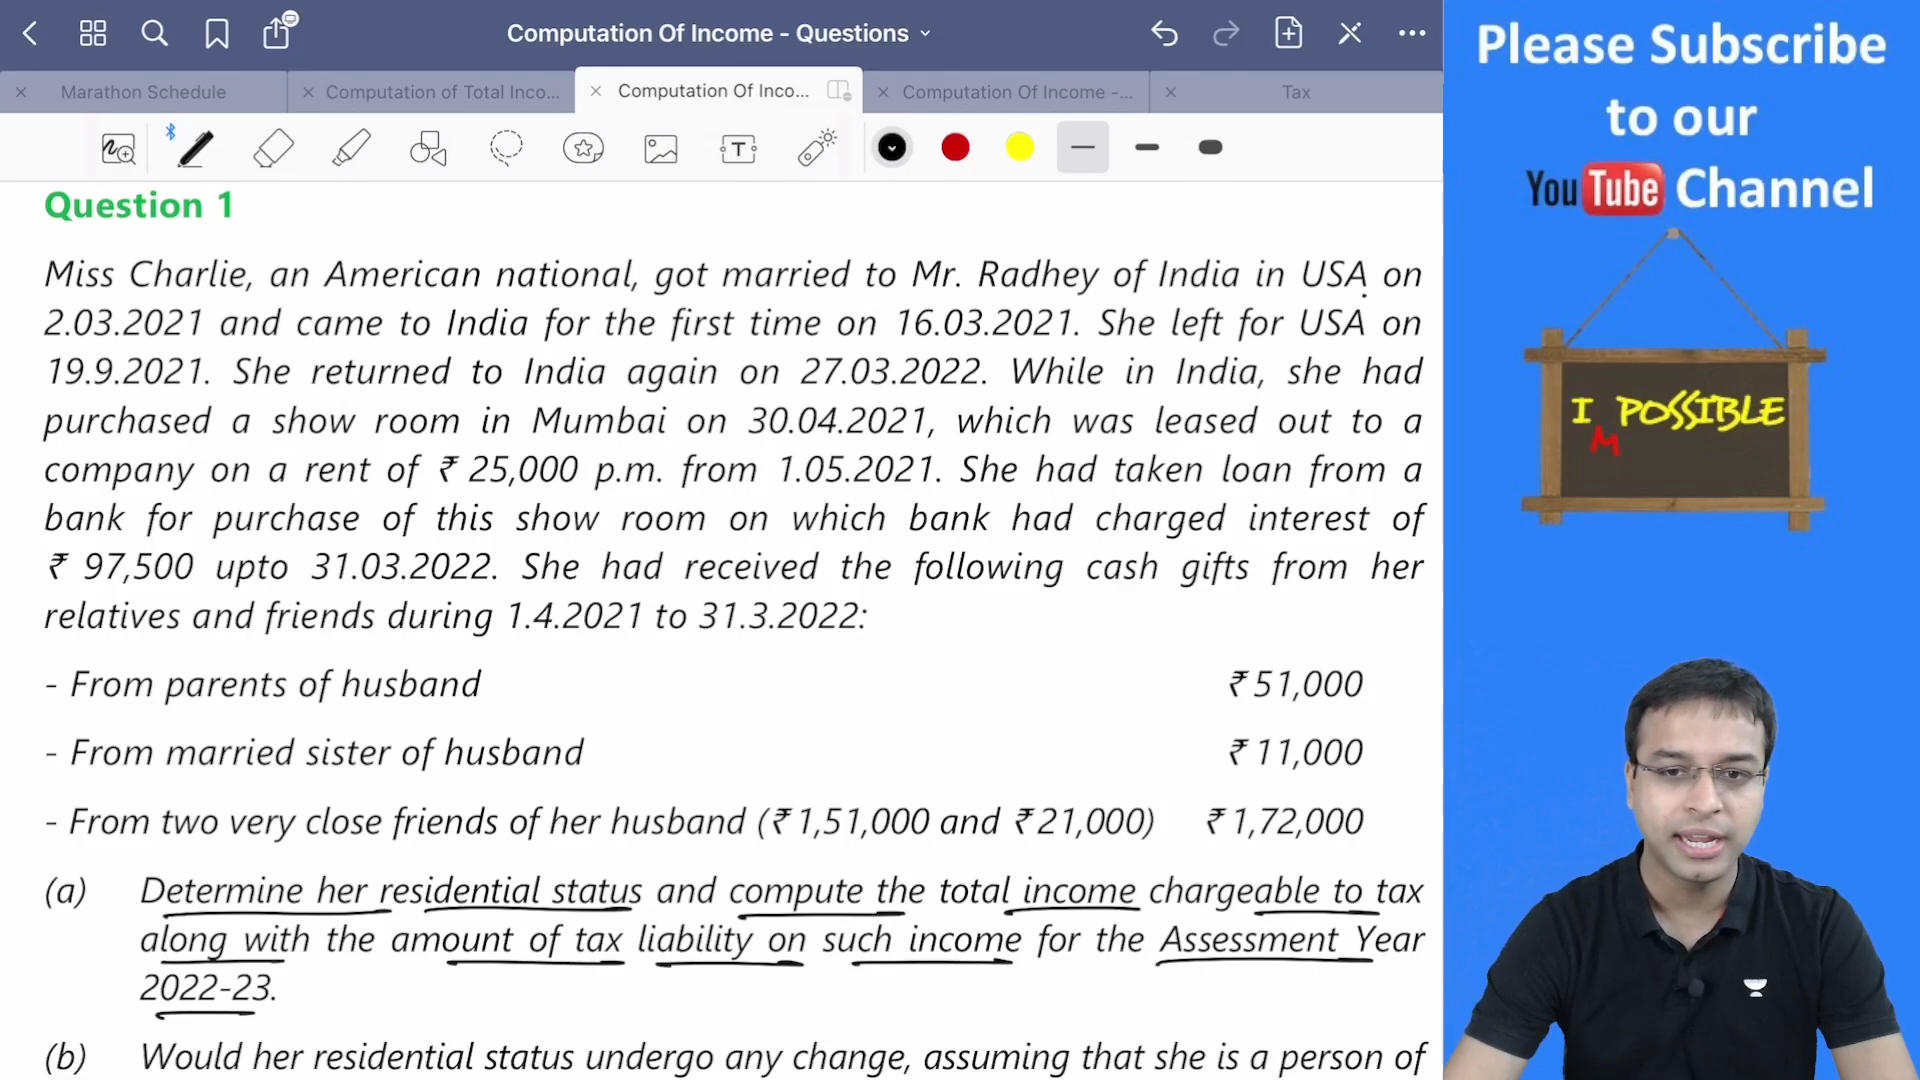 Computation Of Income - Questions
Marathon Schedule
Computation of Total Inco...
Computation Of Inco...
Computation Of Income -...
Tax
T
Question 1
Miss Charlie, an American national, got married to Mr. Radhey of India in USA on
2.03.2021 and came to India for the first time on 16.03.2021. She left for USA on
19.9.2021. She returned to India again on 27.03.2022. While in India, she had
purchased a show room in Mumbai on 30.04.2021, which was leased out to a
company on a rent of ₹ 25,000 p.m. from 1.05.2021. She had taken loan from a
bank for purchase of this show room on which bank had charged interest of
₹ 97,500 upto 31.03.2022. She had received the following cash gifts from her
relatives and friends during 1.4.2021 to 31.3.2022:
- From parents of husband ₹ 51,000
- From married sister of husband ₹ 11,000
- From two very close friends of her husband (₹ 1,51,000 and ₹ 21,000) ₹ 1,72,000
(a) Determine her residential status and compute the total income chargeable to tax
along with the amount of tax liability on such income for the Assessment Year
2022-23.
(b) Would her residential status undergo any change, assuming that she is a person of
Please Subscribe
to our
YouTube Channel
I POSSIBLE
M